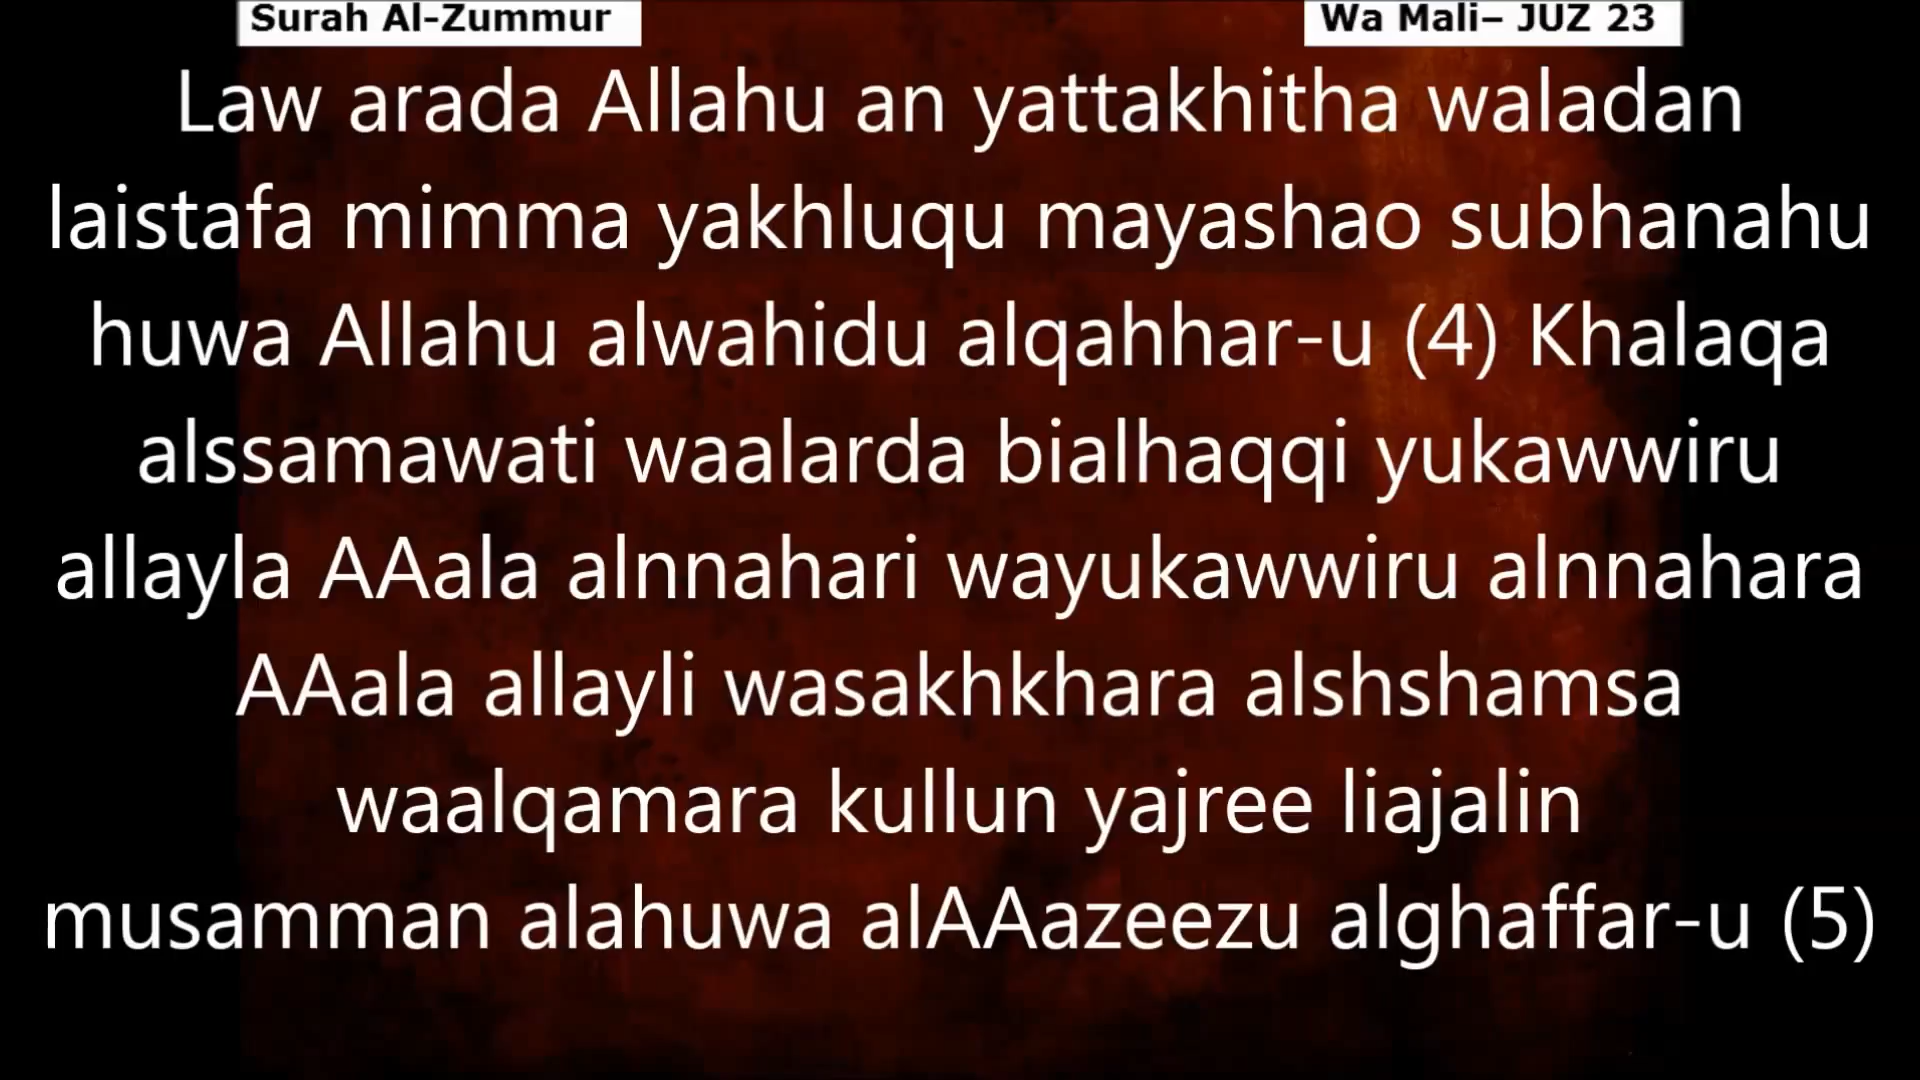 Surah Al-Zummur
Wa Mali– JUZ 23
Law arada Allahu an yattakhitha waladan
laistafa mimma yakhluqu mayashao subhanahu
huwa Allahu alwahidu alqahhar-u (4) Khalaqa
alssamawati waalarda bialhaqqi yukawwiru
allayla AAala alnnahari wayukawwiru alnnahara
AAala allayli wasakhkhara alshshamsa
waalqamara kullun yajree liajalin
musamman alahuwa alAAazeezu alghaffar-u (5)